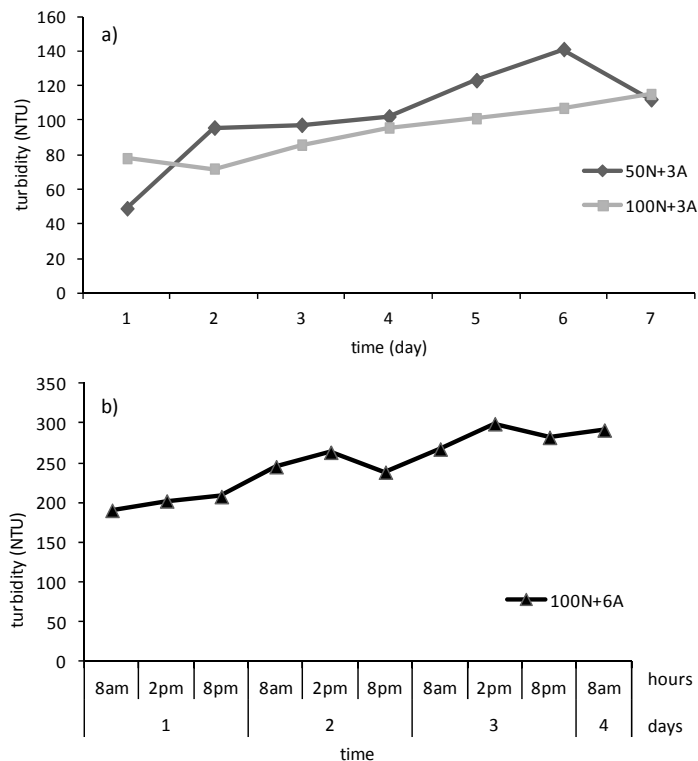 a)
turbidity (NTU)
160
140
120
100
80
60
40
20
0
1 2 3 4 5 6 7
time (day)
50N+3A
100N+3A
b)
turbidity (NTU)
350
300
250
200
150
100
50
0
100N+6A
8am 2pm 8pm 8am 2pm 8pm 8am 2pm 8pm 8am hours
1 2 3 4 days
time